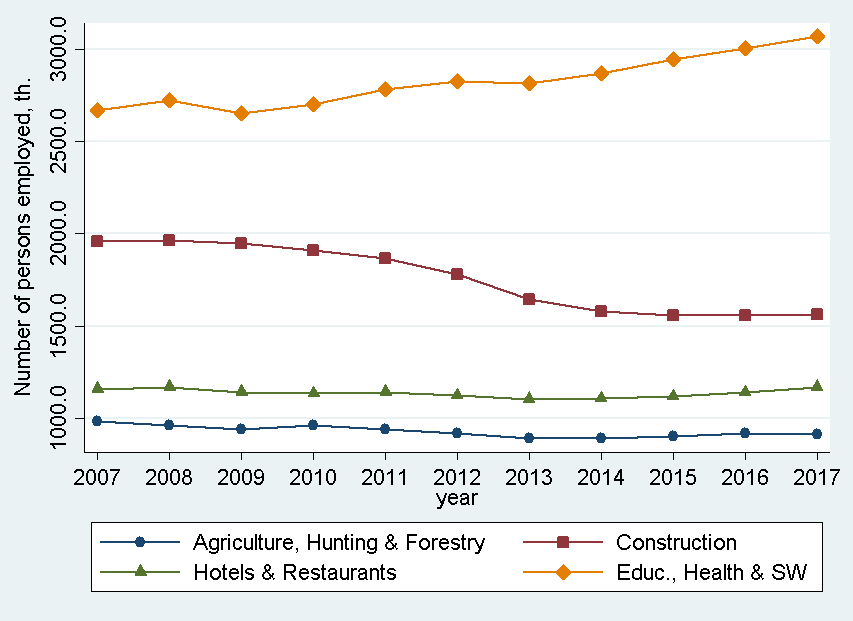 Number of persons employed, th.
3000.0
2500.0
2000.0
1500.0
1000.0
2007 2008 2009 2010 2011 2012 2013 2014 2015 2016 2017
year
Agriculture, Hunting & Forestry Construction
Hotels & Restaurants Educ., Health & SW